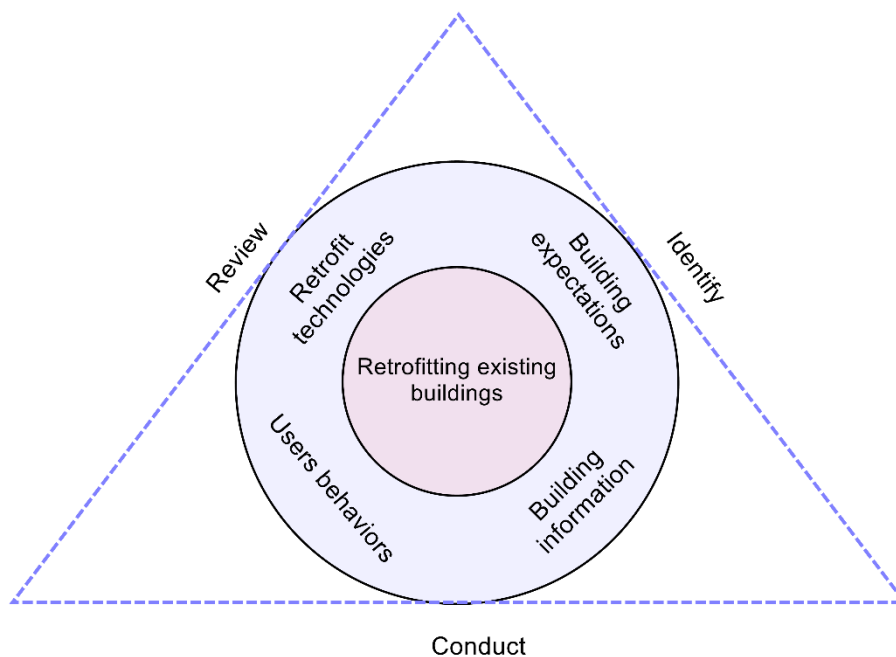 Review
Identify
Retrofit
technologies
Building
expectations
Retrofitting existing
buildings
Users behaviors
Building
information
Conduct